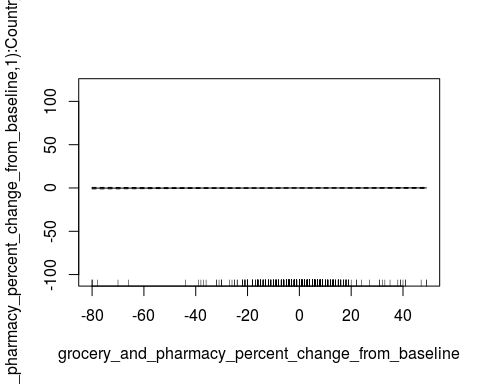 _pharmacy_percent_change_from_baseline,1):Countr
100
50
0
-50
-100
-80 -60 -40 -20 0 20 40
grocery_and_pharmacy_percent_change_from_baseline